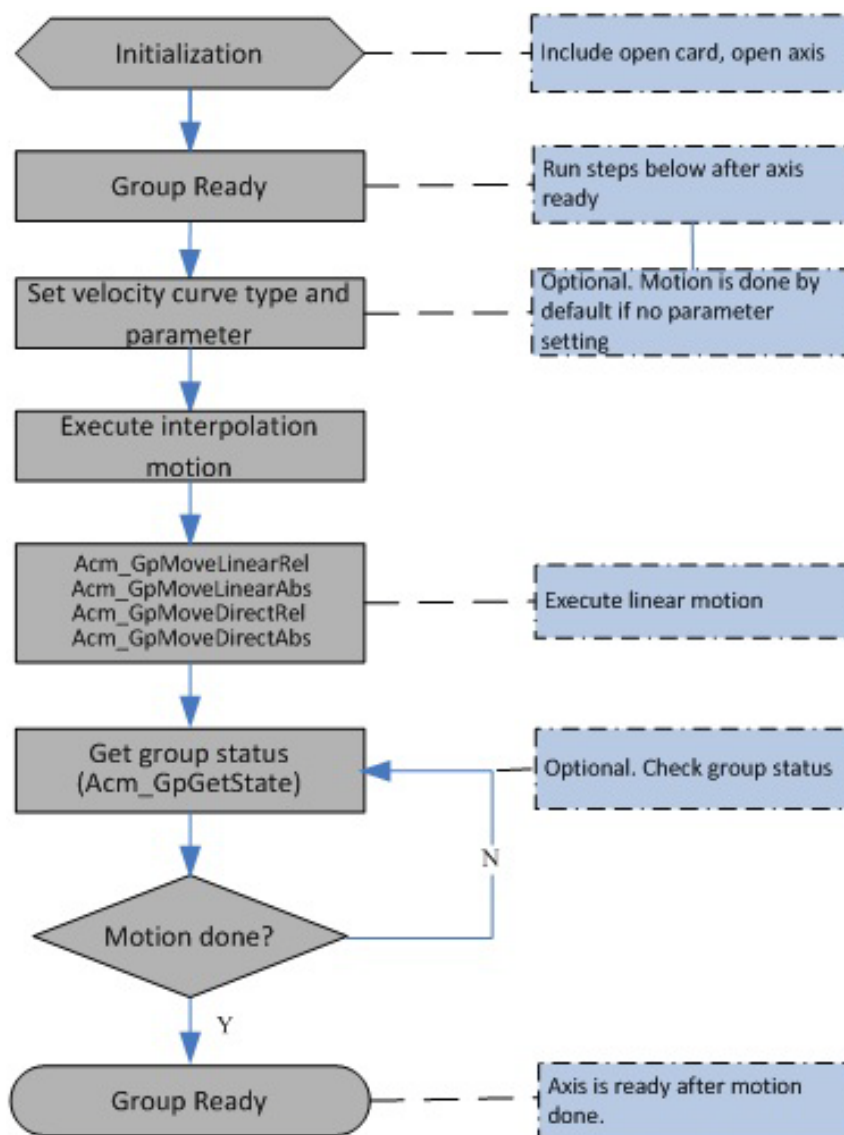 Initialization
Include open card, open axis
Group Ready
Run steps below after axis
ready
Set velocity curve type and
parameter
Optional. Motion is done by
default if no parameter
setting
Execute interpolation
motion
Acm_GpMoveLinearRel
Acm_GpMoveLinearAbs
Acm_GpMoveDirectRel
Acm_GpMoveDirectAbs
Execute linear motion
Get group status
(Acm_GpGetState)
Optional. Check group status
N
Motion done?
Y
Group Ready
Axis is ready after motion
done.